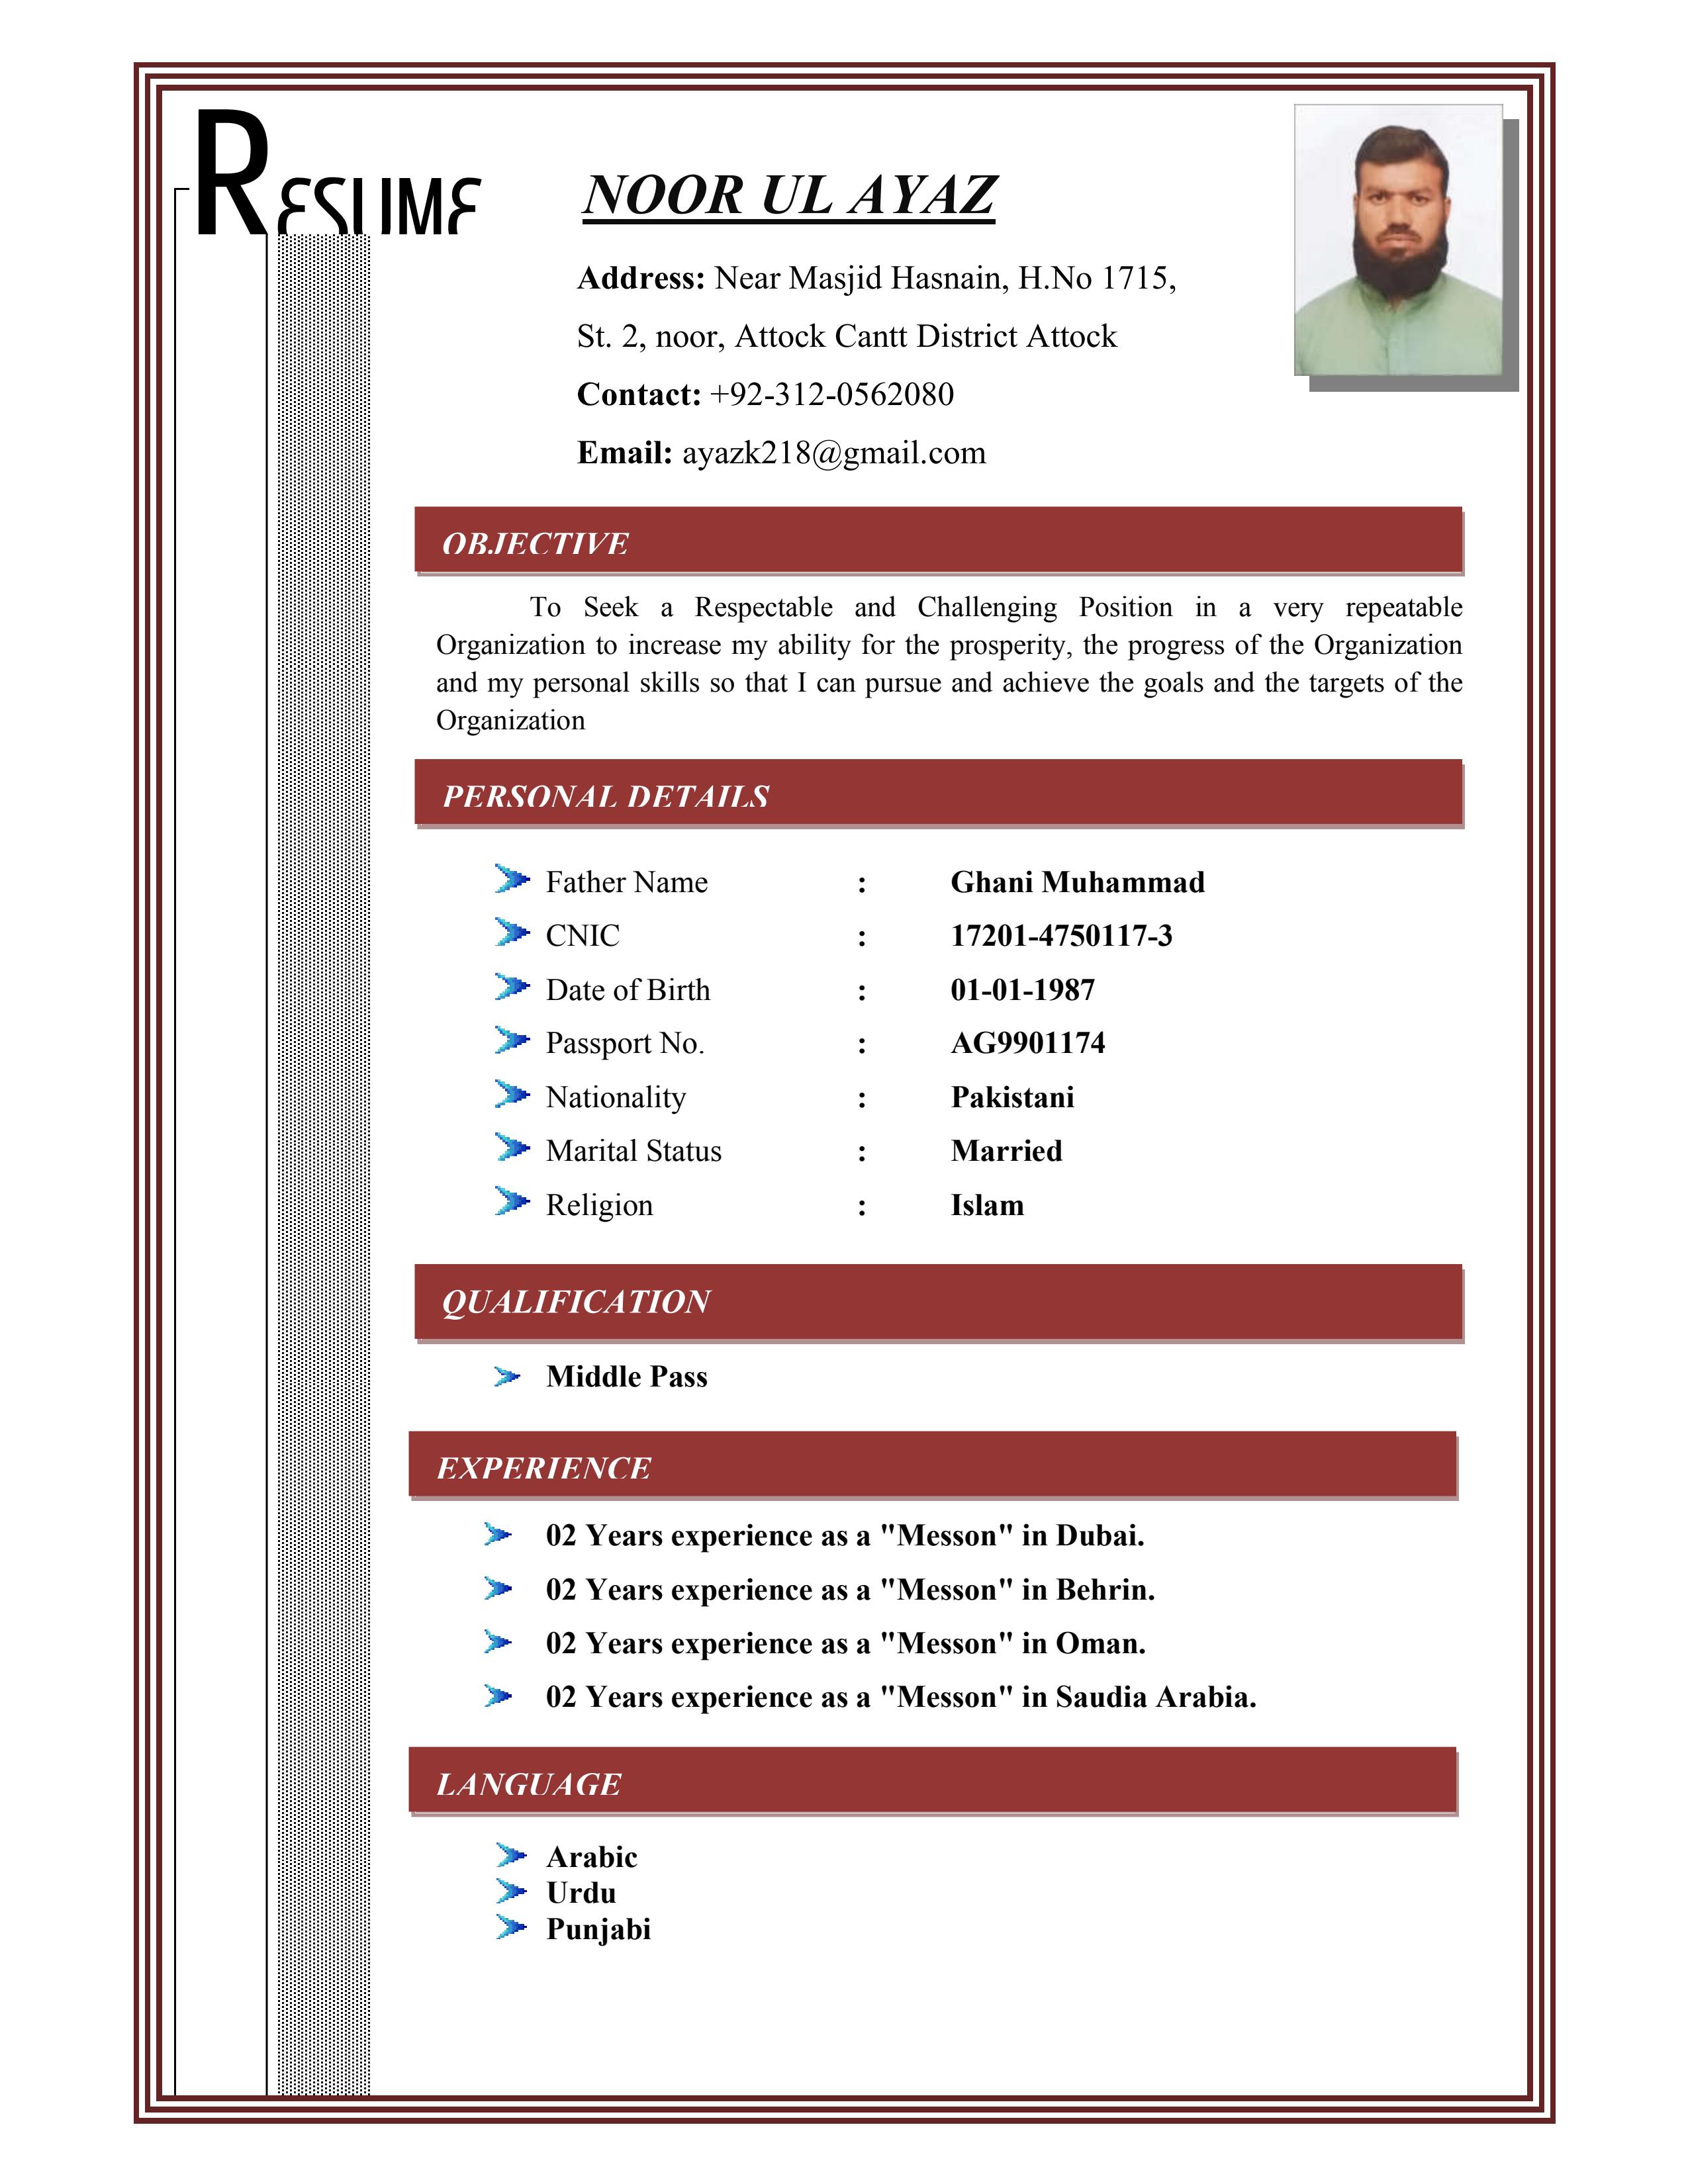 RESUME
NOOR UL AYAZ
Address: Near Masjid Hasnain, H.No 1715,
St. 2, noor, Attock Cantt District Attock
Contact: +92-312-0562080
Email: ayazk218@gmail.com
OBJECTIVE
To Seek a Respectable and Challenging Position in a very repeatable
Organization to increase my ability for the prosperity, the progress of the Organization
and my personal skills so that I can pursue and achieve the goals and the targets of the
Organization
PERSONAL DETAILS
Father Name : Ghani Muhammad
CNIC : 17201-4750117-3
Date of Birth : 01-01-1987
Passport No. : AG9901174
Nationality : Pakistani
Marital Status : Married
Religion : Islam
QUALIFICATION
Middle Pass
EXPERIENCE
02 Years experience as a "Messon" in Dubai.
02 Years experience as a "Messon" in Behrin.
02 Years experience as a "Messon" in Oman.
02 Years experience as a "Messon" in Saudia Arabia.
LANGUAGE
Arabic
Urdu
Punjabi